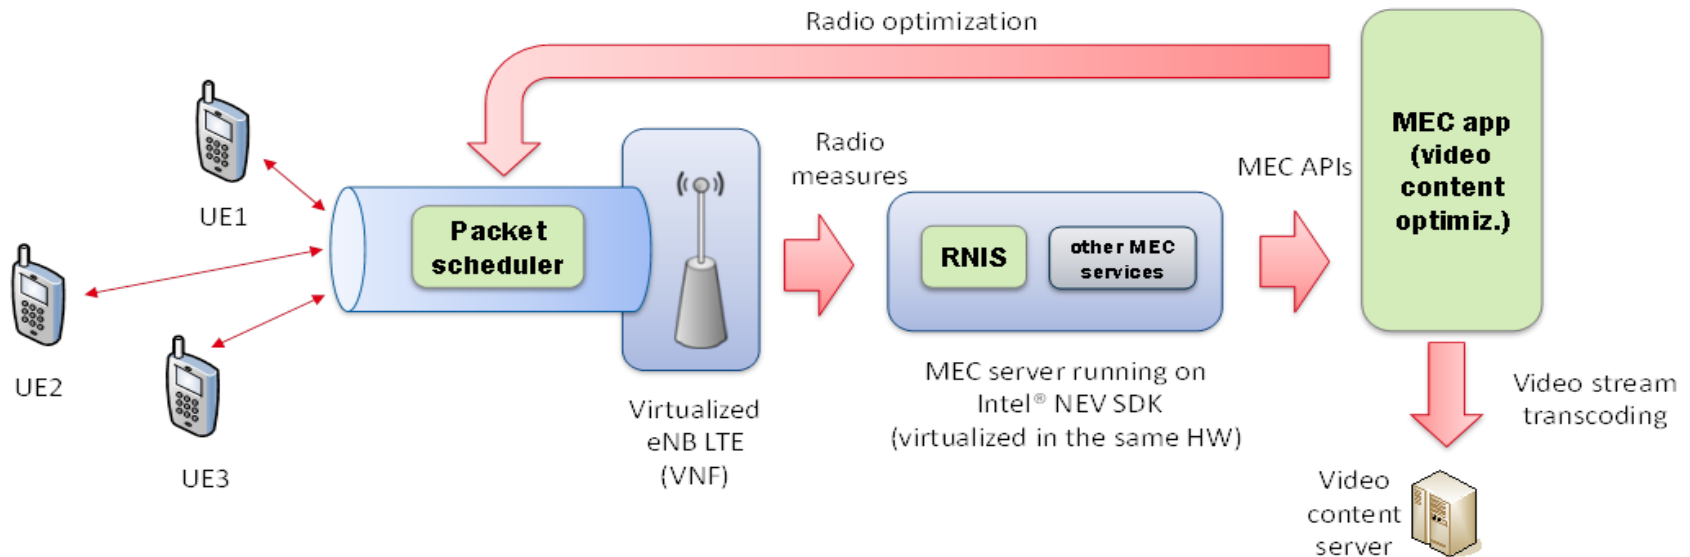 Radio optimization
UE1
UE2
UE3
Packet
scheduler
Virtualized
eNB LTE
(VNF)
Radio
measures
RNIS
other MEC
services
MEC server running on
Intel® NEV SDK
(virtualized in the same HW)
MEC APIs
MEC app
(video
content
optimiz.)
Video stream
transcoding
Video
content
server